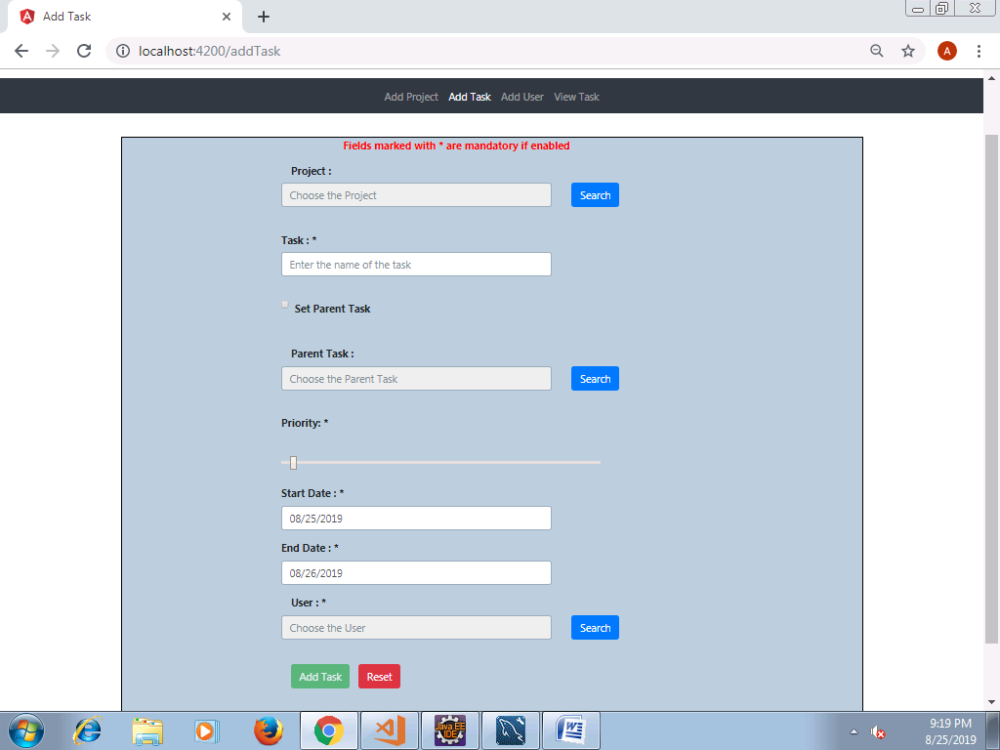 Add Task
localhost:4200/addTask
A
Add Project Add Task Add User View Task
Fields marked with * are mandatory if enabled
Project :
Choose the Project Search
Task : *
Enter the name of the task
Set Parent Task
Parent Task :
Choose the Parent Task Search
Priority: *
Start Date : *
08/25/2019
End Date : *
08/26/2019
User : *
Choose the User Search
Add Task Reset
Java EE
IDE
9:19 PM
8/25/2019